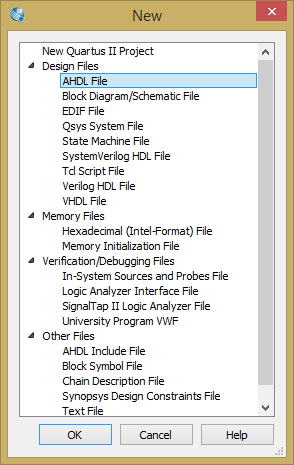 New
New Quartus II Project
Design Files
AHDL File
Block Diagram/Schematic File
EDIF File
Qsys System File
State Machine File
SystemVerilog HDL File
Tcl Script File
Verilog HDL File
VHDL File
Memory Files
Hexadecimal (Intel-Format) File
Memory Initialization File
Verification/Debugging Files
In-System Sources and Probes File
Logic Analyzer Interface File
SignalTap II Logic Analyzer File
University Program VWF
Other Files
AHDL Include File
Block Symbol File
Chain Description File
Synopsys Design Constraints File
Text File
OK
Cancel
Help